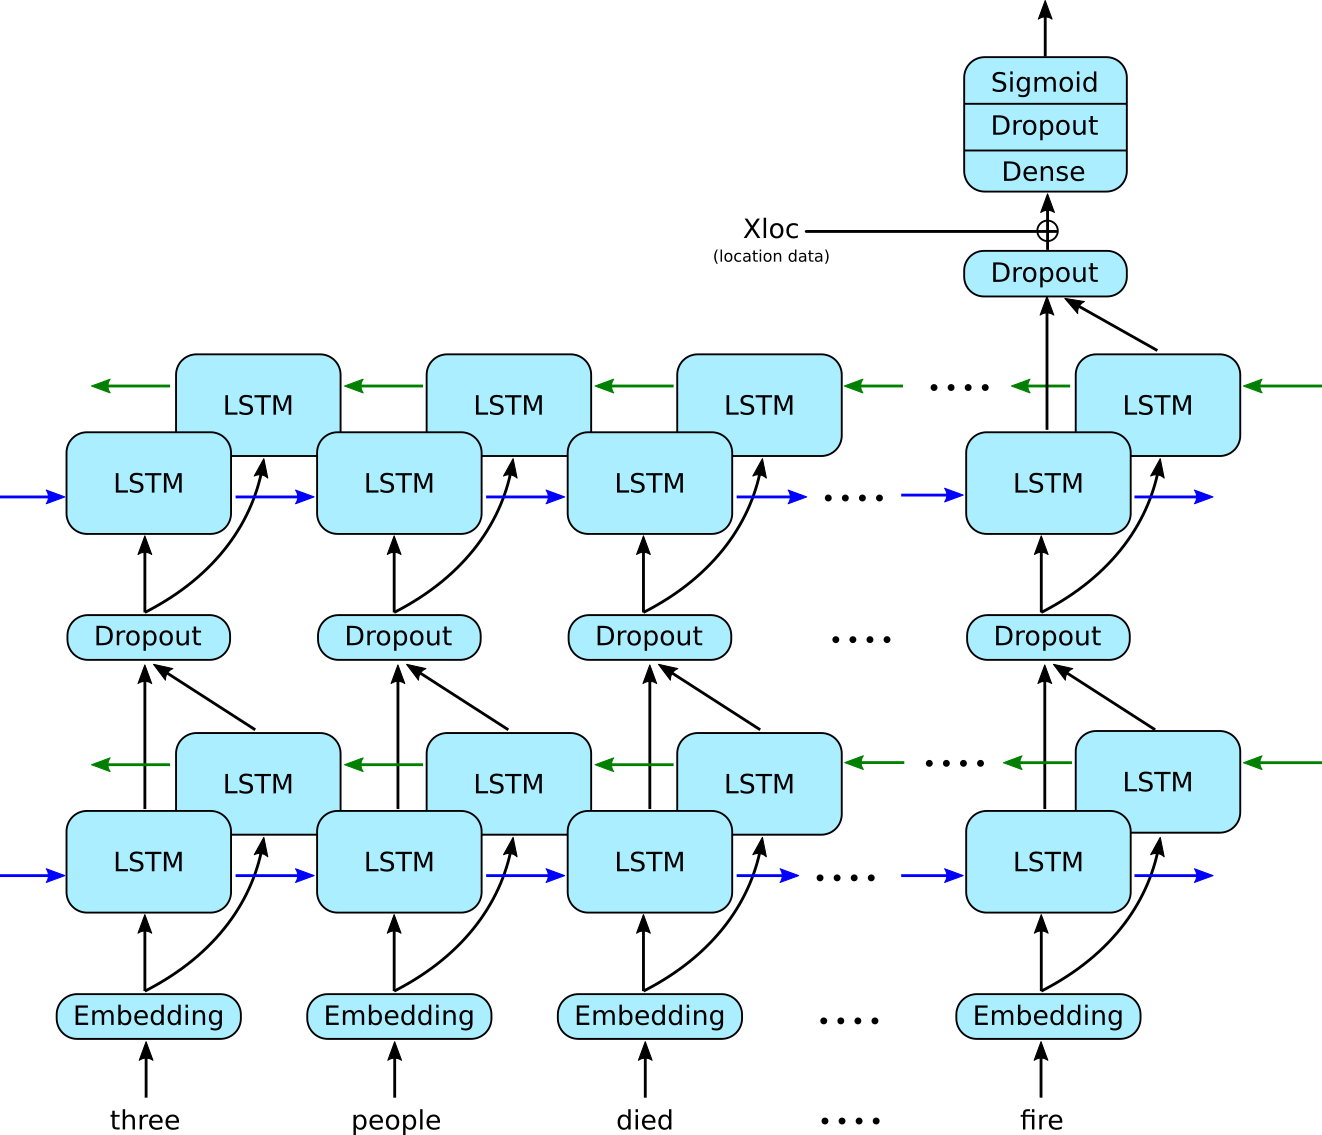 Sigmoid
Dropout
Dense
Xloc
(location data)
Dropout
LSTM LSTM LSTM LSTM
LSTM LSTM LSTM LSTM
Dropout Dropout Dropout Dropout
LSTM LSTM LSTM LSTM
LSTM LSTM LSTM LSTM
Embedding Embedding Embedding Embedding
three people died .... fire